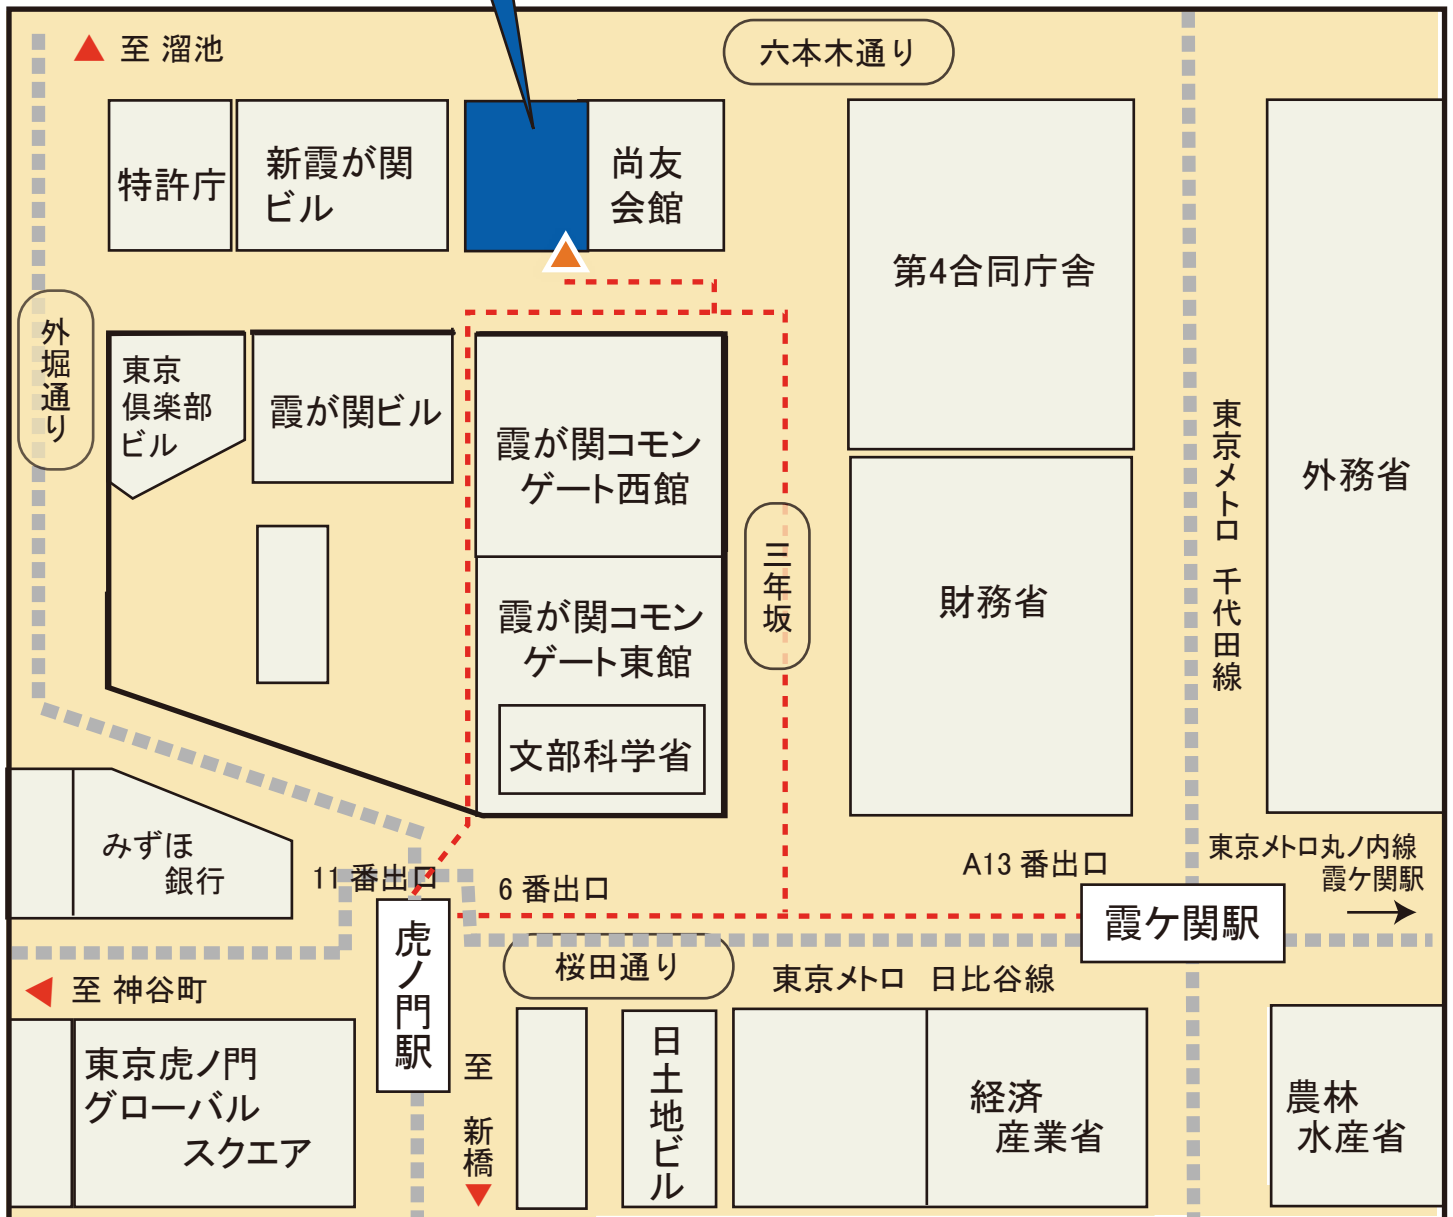 至 溜池
六本木通り
特許庁
新霞が関
ビル
尚友
会館
第4合同庁舎
外堀通り
東京
倶楽部
ビル
霞が関ビル
霞が関コモン
ゲート西館
東京メトロ 千代田線
外務省
三年坂
財務省
霞が関コモン
ゲート東館
文部科学省
みずほ
銀行
11 番出口
6 番出口
A13 番出口
東京メトロ丸ノ内線
霞ケ関駅
霞ケ関駅
虎ノ門駅
桜田通り
東京メトロ 日比谷線
至 神谷町
東京虎ノ門
グローバル
スクエア
至 新橋
日土地ビル
経済
産業省
農林
水産省